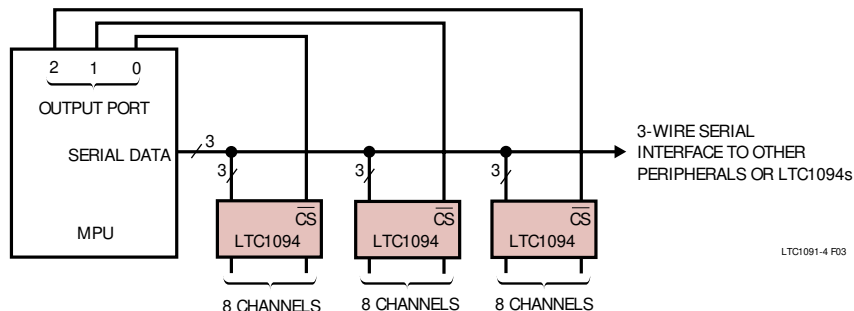 2 1 0
OUTPUT PORT
SERIAL DATA
3
MPU
3
3
3
3-WIRE SERIAL
INTERFACE TO OTHER
PERIPHERALS OR LTC1094s
CS
LTC1094
CS
LTC1094
CS
LTC1094
8 CHANNELS
8 CHANNELS
8 CHANNELS
LTC1091-4 F03